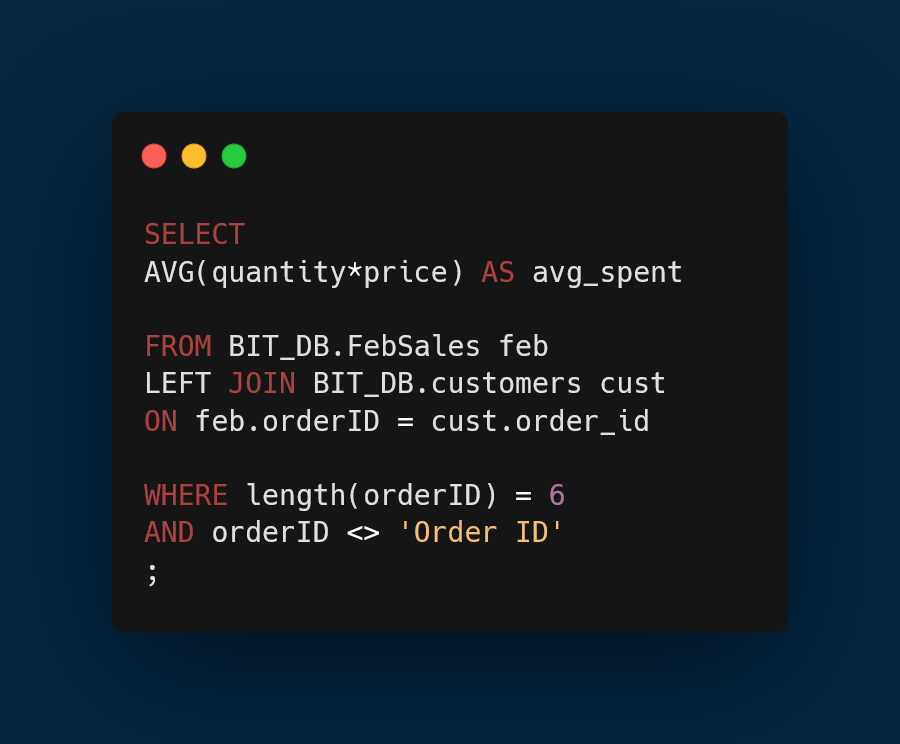 SELECT
AVG(quantity*price) AS avg_spent
FROM BIT_DB.FebSales feb
LEFT JOIN BIT_DB.customers cust
ON feb.orderID = cust.order_id
WHERE length(orderID) = 6
AND orderID <> 'Order ID'
;